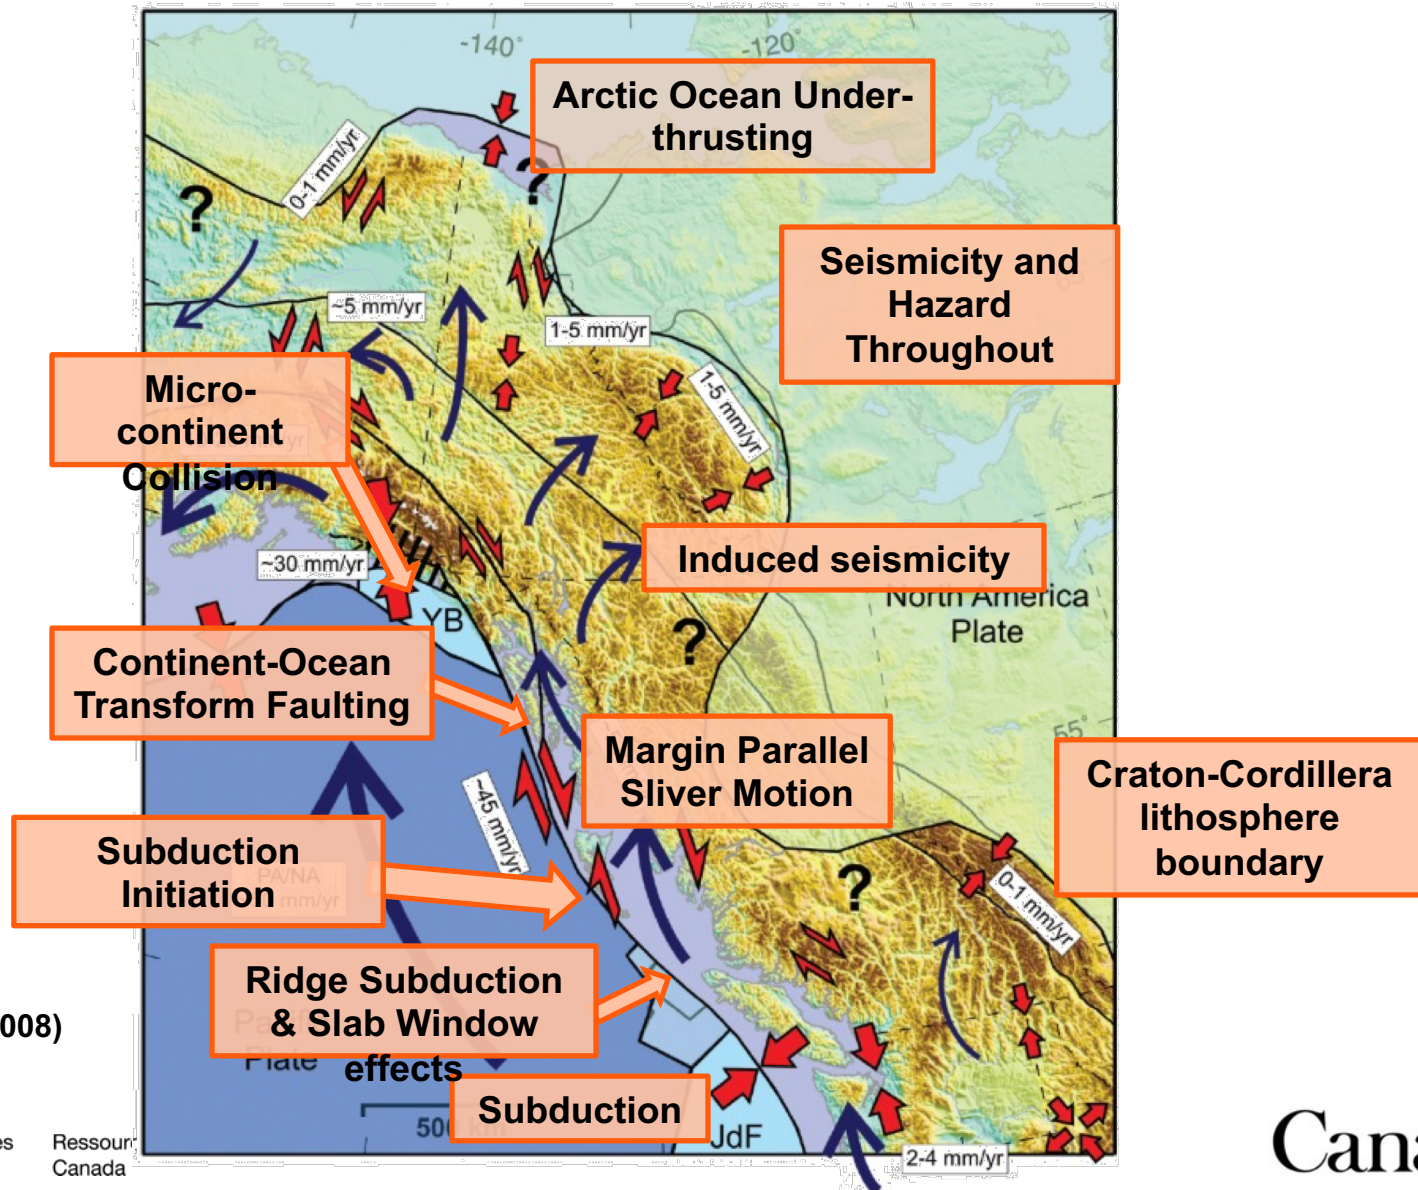 -140°
-120°
Arctic Ocean Under-
thrusting
0-1 mm/yr
?
?
Seismicity and
Hazard
Throughout
~5 mm/yr
1-5 mm/yr
Micro-
continent
Collision
1-5 mm/yr
~30 mm/yr
Induced seismicity
North America
Plate
YB
?
Continent-Ocean
Transform Faulting
55°
Margin Parallel
Sliver Motion
Craton-Cordillera
lithosphere
boundary
~45 mm/yr
Subduction
Initiation
PA/NA
mm/yr
?
0-1 mm/yr
Ridge Subduction
& Slab Window
effects
Plate
008)
Subduction
500 km
JdF
2-4 mm/yr
es
Ressour
Canada
Cana